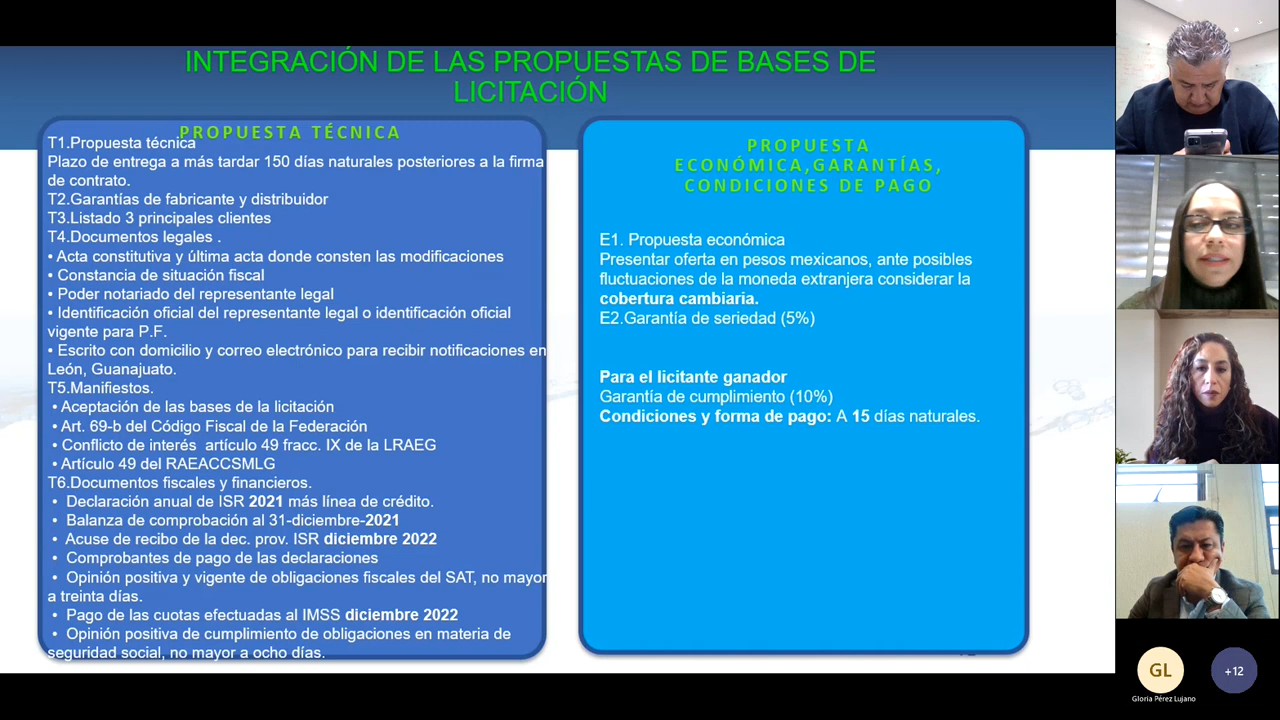 INTEGRACIÓN DE LAS PROPUESTAS DE BASES DE
LICITACIÓN
PROPUESTA TÉCNICA
T1.Propuesta técnica
Plazo de entrega a más tardar 150 días naturales posteriores a la firma
de contrato.
T2.Garantías de fabricante y distribuidor
T3.Listado 3 principales clientes
T4.Documentos legales .
• Acta constitutiva y última acta donde consten las modificaciones
• Constancia de situación fiscal
• Poder notariado del representante legal
• Identificación oficial del representante legal o identificación oficial
vigente para P.F.
• Escrito con domicilio y correo electrónico para recibir notificaciones en
León, Guanajuato.
T5.Manifiestos.
• Aceptación de las bases de la licitación
• Art. 69-b del Código Fiscal de la Federación
• Conflicto de interés artículo 49 fracc. IX de la LRAEG
• Artículo 49 del RAEACCSMLG
T6.Documentos fiscales y financieros.
• Declaración anual de ISR 2021 más línea de crédito.
• Balanza de comprobación al 31-diciembre-2021
• Acuse de recibo de la dec. prov. ISR diciembre 2022
• Comprobantes de pago de las declaraciones
• Opinión positiva y vigente de obligaciones fiscales del SAT, no mayor
a treinta días.
• Pago de las cuotas efectuadas al IMSS diciembre 2022
• Opinión positiva de cumplimiento de obligaciones en materia de
seguridad social, no mayor a ocho días.
PROPUESTA
ECONÓMICA,GARANTÍAS,
CONDICIONES DE PAGO
E1. Propuesta económica
Presentar oferta en pesos mexicanos, ante posibles
fluctuaciones de la moneda extranjera considerar la
cobertura cambiaria.
E2.Garantía de seriedad (5%)
Para el licitante ganador
Garantía de cumplimiento (10%)
Condiciones y forma de pago: A 15 días naturales.
GL
+12
Gloria Pérez Lujano